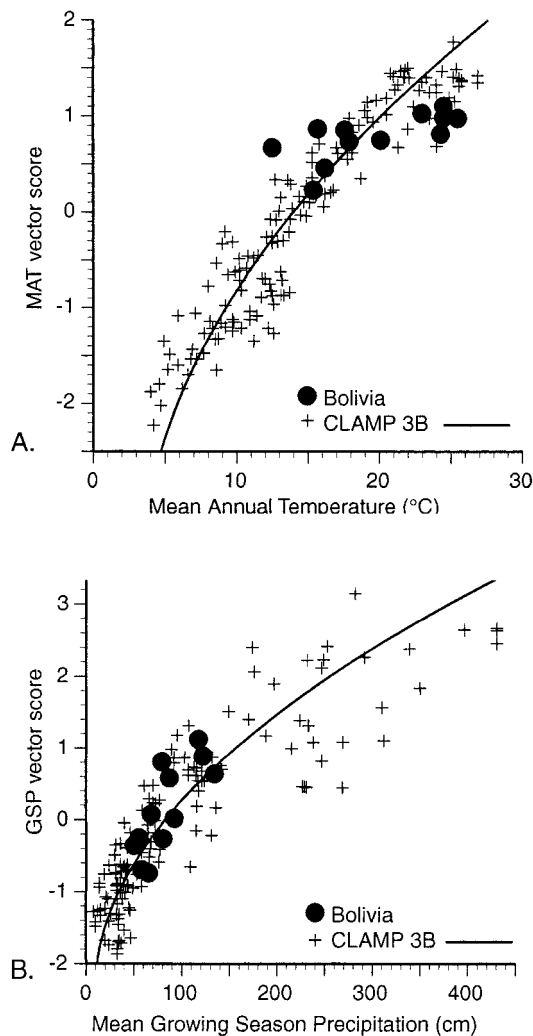 2
1
0
-1
-2
MAT vector score
Bolivia
CLAMP 3B
A.
0 10 20 30
Mean Annual Temperature (°C)
3
2
1
0
-1
-2
GSP vector score
Bolivia
CLAMP 3B
B.
0 100 200 300 400
Mean Growing Season Precipitation (cm)